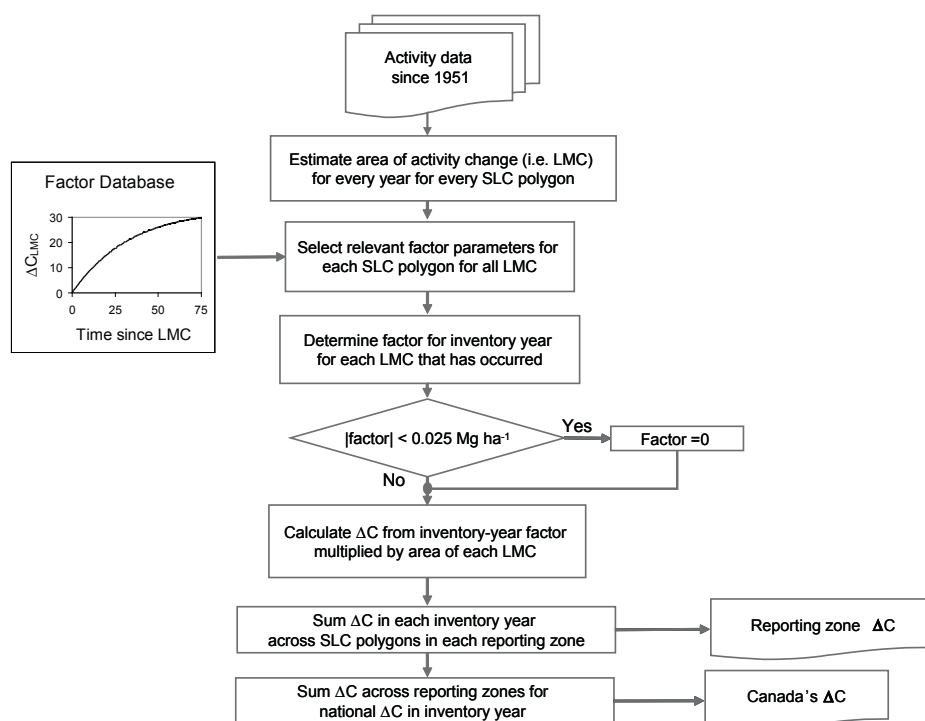 Activity data
since 1951
Estimate area of activity change (i.e. LMC)
for every year for every SLC polygon
Factor Database
30
20
10
0
ΔC LMC
0 25 50 75
Time since LMC
Select relevant factor parameters for
each SLC polygon for all LMC
Determine factor for inventory year
for each LMC that has occurred
|factor| < 0.025 Mg ha-1
Yes
Factor =0
No
Calculate ΔC from inventory-year factor
multiplied by area of each LMC
Sum ΔC in each inventory year
across SLC polygons in each reporting zone
Reporting zone ΔC
Sum ΔC across reporting zones for
national ΔC in inventory year
Canada's ΔC